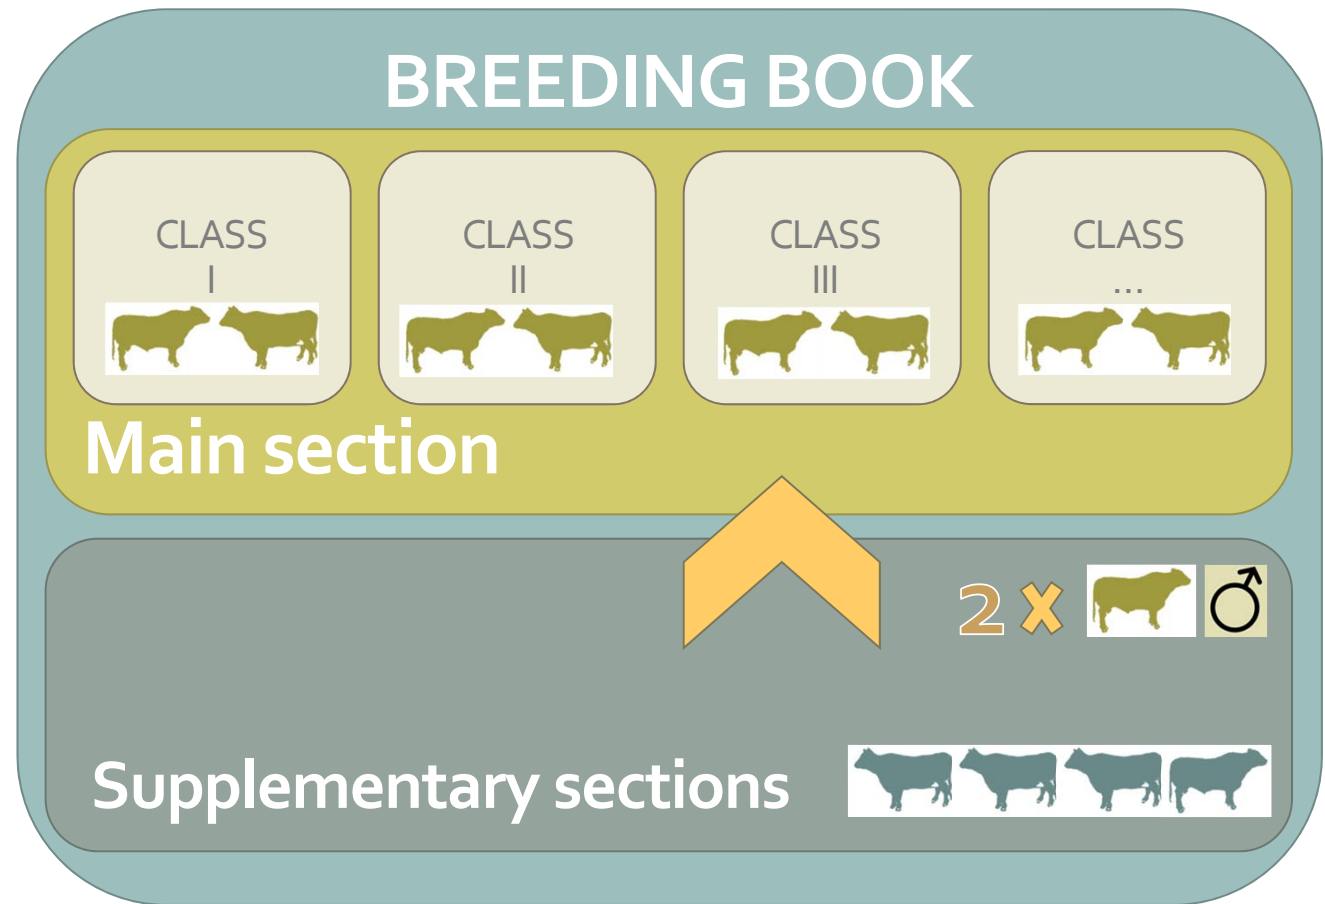 BREEDING BOOK
CLASS
I
CLASS
II
CLASS
III
CLASS
...
Main section
2 X
Supplementary sections